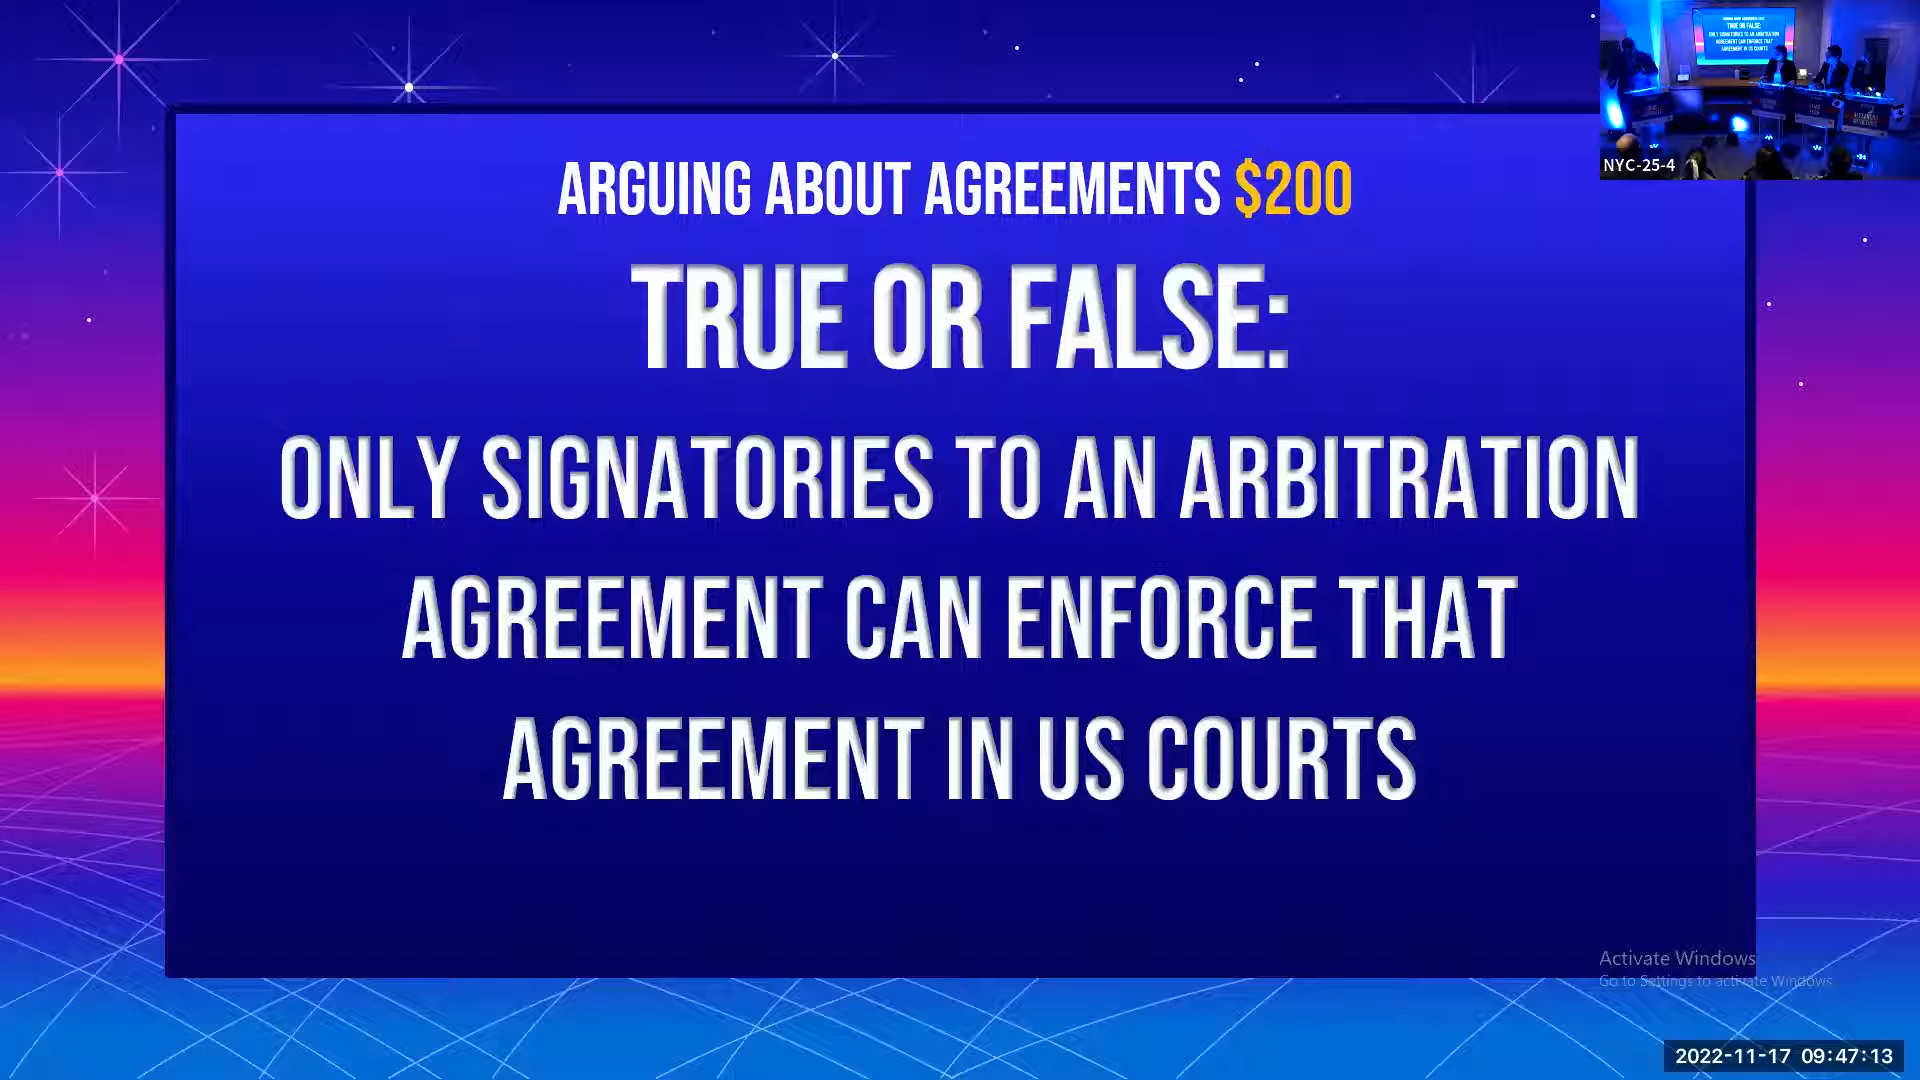 ARGUING ABOUT AGREEMENTS $200
TRUE OR FALSE:
ONLY SIGNATORIES TO AN ARBITRATION
AGREEMENT CAN ENFORCE THAT
AGREEMENT IN US COURTS
NYC-25-4
Activate Windows
Go to Settings to activate Windows.
2022-11-17 09:47:13